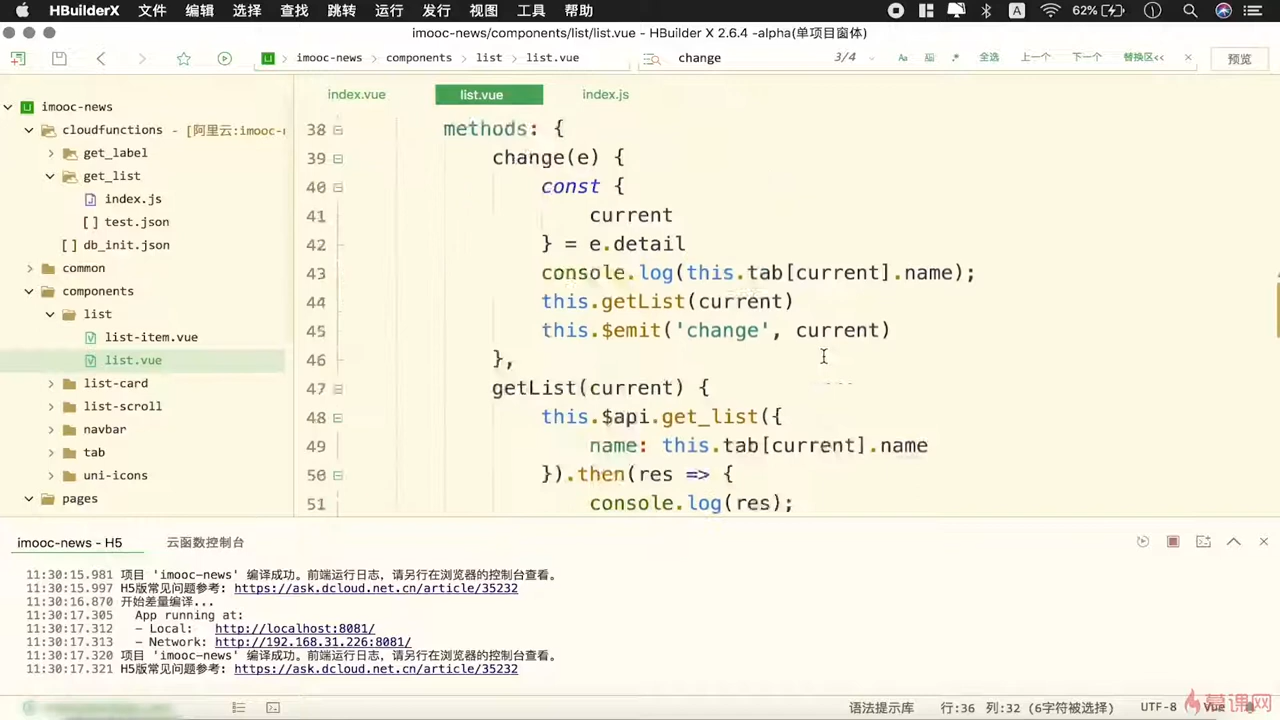 HBuilderX 文件 编辑 选择 查找 跳转 运行 发行 视图 工具 帮助 A 62%
imooc-news/components/list/list.vue - HBuilder X 2.6.4 -alpha(单项目窗体)
imooc-news components list list.vue change 3/4 Aa .* 全选 上一个 下一个 替换区<< 预览
index.vue list.vue index.js
imooc-news
cloudfunctions - [阿里云:imooc-n
get_label
get_list
index.js
[ ] test.json
[ ] db_init.json
common
components
list
list-item.vue
list.vue
list-card
list-scroll
navbar
tab
uni-icons
pages
38 methods: {
39 change(e) {
40 const {
41 current
42 } = e.detail
43 console.log(this.tab[current].name);
44 this.getList(current)
45 this.$emit('change', current)
46 },
47 getList(current) {
48 this.$api.get_list({
49 name: this.tab[current].name
50 }).then(res => {
51 console.log(res);
imooc-news - H5 云函数控制台
11:30:15.981 项目 'imooc-news' 编译成功。前端运行日志，请另行在浏览器的控制台查看。
11:30:15.997 H5版常见问题参考: https://ask.dcloud.net.cn/article/35232
11:30:16.870 开始差量编译...
11:30:17.305 App running at:
11:30:17.312 - Local: http://localhost:8081/
11:30:17.313 - Network: http://192.168.31.226:8081/
11:30:17.320 项目 'imooc-news' 编译成功。前端运行日志，请另行在浏览器的控制台查看。
11:30:17.321 H5版常见问题参考: https://ask.dcloud.net.cn/article/35232
语法提示库 行:36 列:32 (6字符被选择) UTF-8 Vue
慕课网